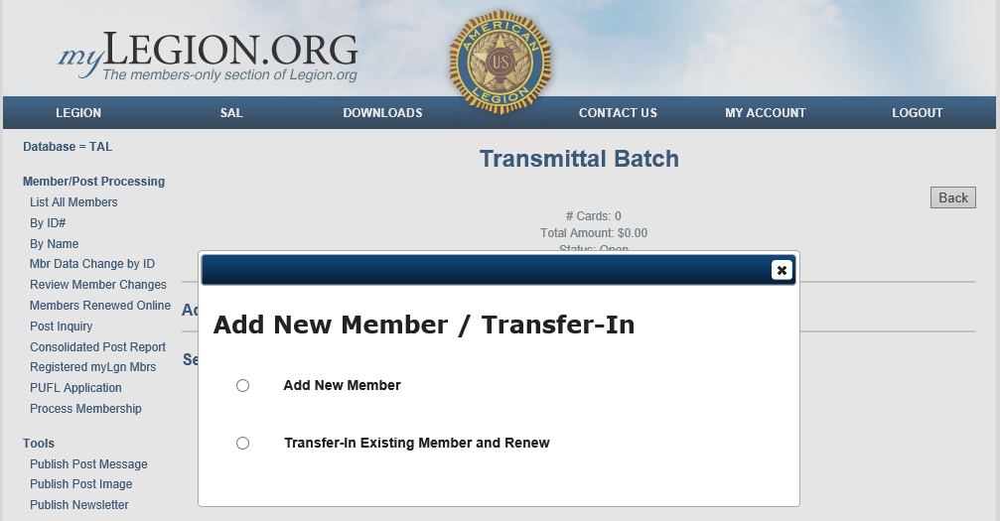 myLEGION.ORG
The members-only section of Legion.org
AMERICAN
US
LEGION
LEGION SAL DOWNLOADS CONTACT US MY ACCOUNT LOGOUT
Database = TAL
Transmittal Batch
Member/Post Processing
Back
List All Members
# Cards: 0
By ID#
Total Amount: $0.00
By Name
Status: Open
Mbr Data Change by ID
Review Member Changes
Members Renewed Online
Post Inquiry
Consolidated Post Report
Registered myLgn Mbrs
PUFL Application
Process Membership
Tools
Publish Post Message
Publish Post Image
Publish Newsletter
Ad
Se
Add New Member / Transfer-In
Add New Member
Transfer-In Existing Member and Renew